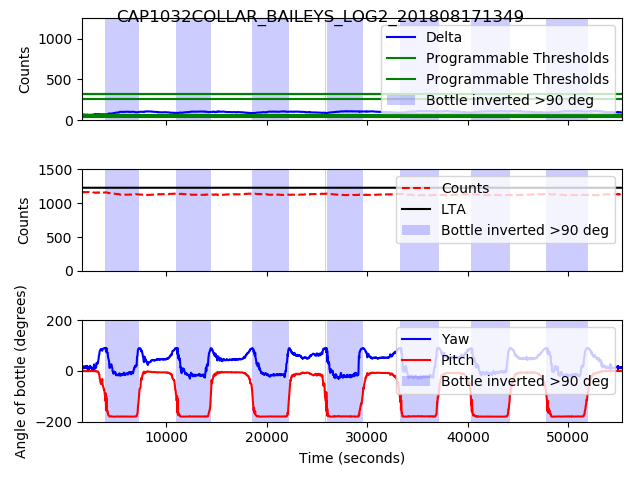 CAP1032COLLAR_BAILEYS_LOG2_201808171349
1000
500
0
Counts
Delta
Programmable Thresholds
Programmable Thresholds
Bottle inverted >90 deg
1500
1000
500
0
Counts
Counts
LTA
Bottle inverted >90 deg
200
0
−200
Angle of bottle (degrees)
Yaw
Pitch
Bottle inverted >90 deg
10000 20000 30000 40000 50000
Time (seconds)